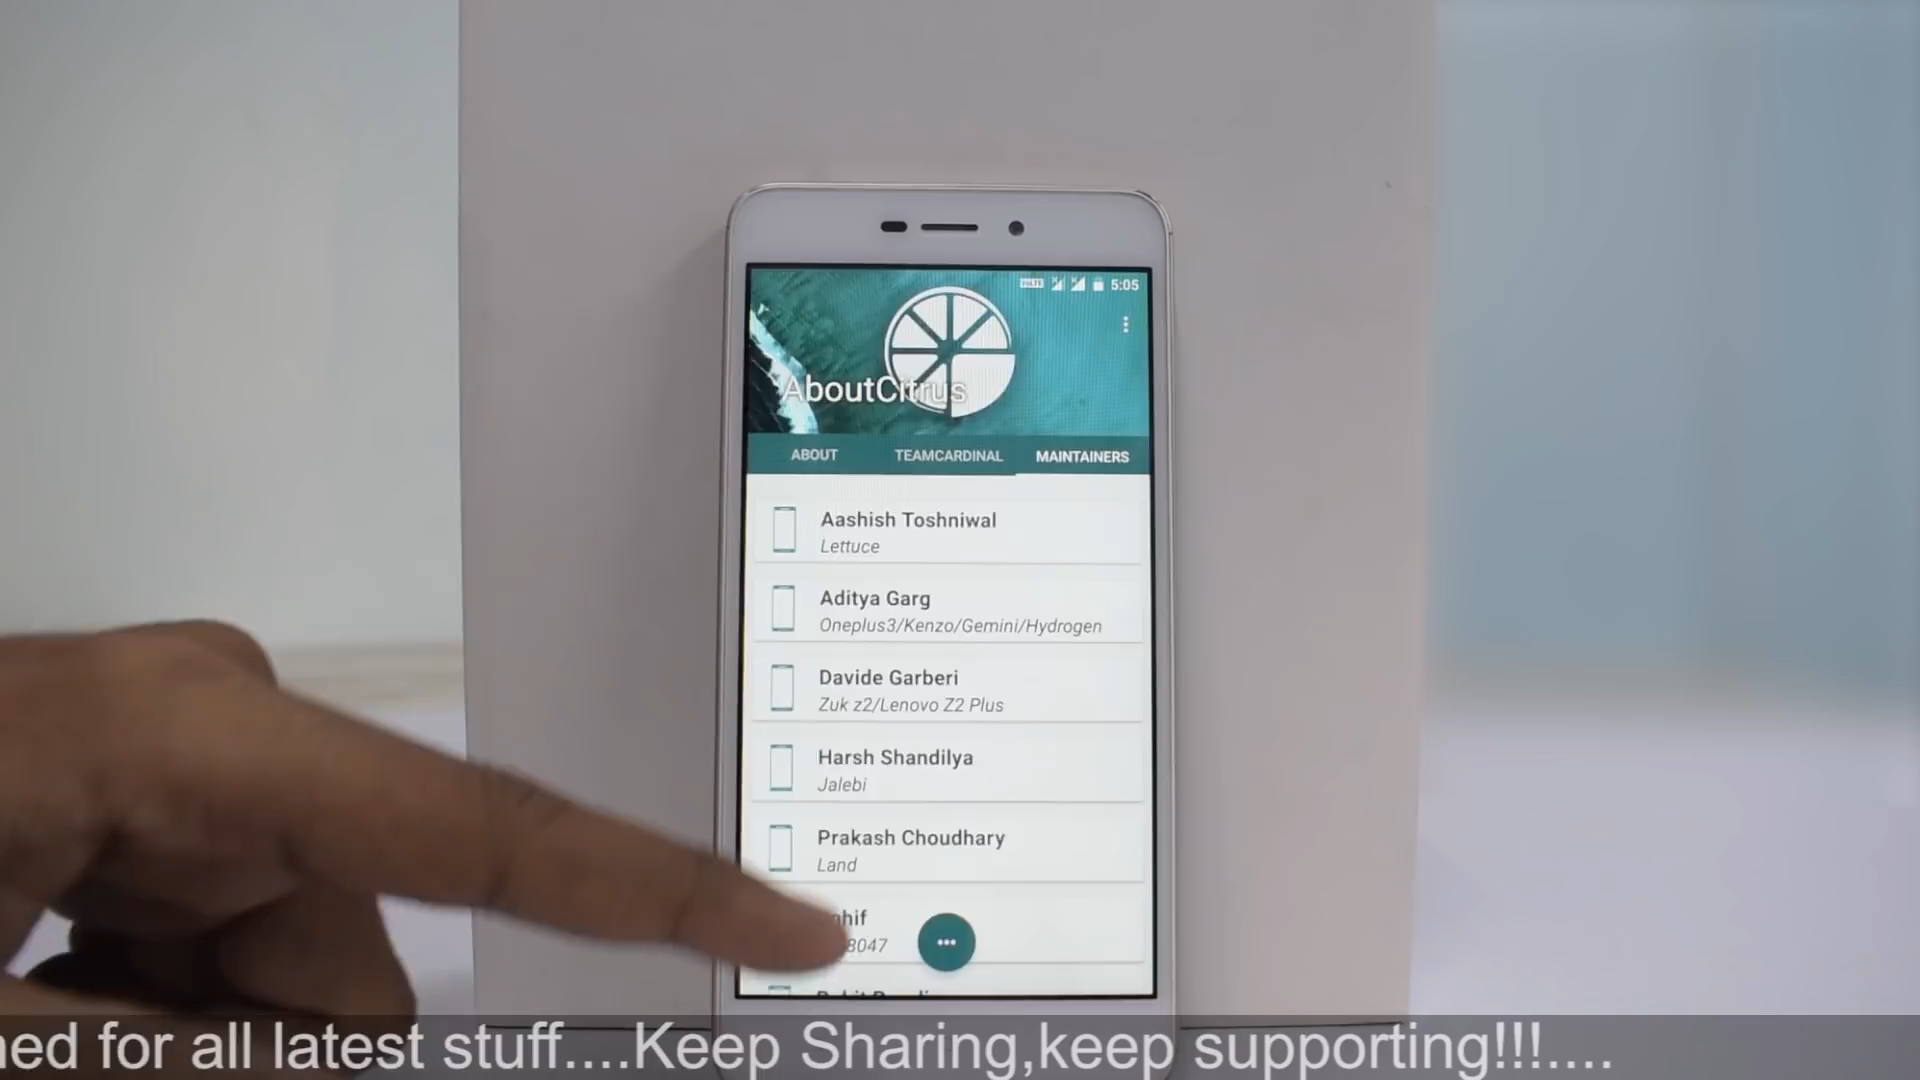 VoLTE 5:05
AboutCitrus
ABOUT TEAMCARDINAL MAINTAINERS
Aashish Toshniwal
Lettuce
Aditya Garg
Oneplus3/Kenzo/Gemini/Hydrogen
Davide Garberi
Zuk z2/Lenovo Z2 Plus
Harsh Shandilya
Jalebi
Prakash Choudhary
Land
for all latest stuff....Keep Sharing,keep supporting!!!....